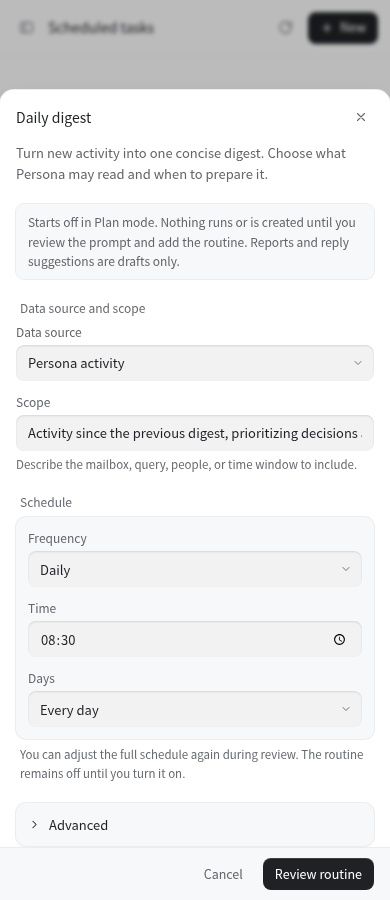 Scheduled tasks
+ New
Daily digest
Turn new activity into one concise digest. Choose what
Persona may read and when to prepare it.
Starts off in Plan mode. Nothing runs or is created until you
review the prompt and add the routine. Reports and reply
suggestions are drafts only.
Data source and scope
Data source
Persona activity
Scope
Activity since the previous digest, prioritizing decisions
Describe the mailbox, query, people, or time window to include.
Schedule
Frequency
Daily
Time
08:30
Days
Every day
You can adjust the full schedule again during review. The routine
remains off until you turn it on.
Advanced
Cancel
Review routine